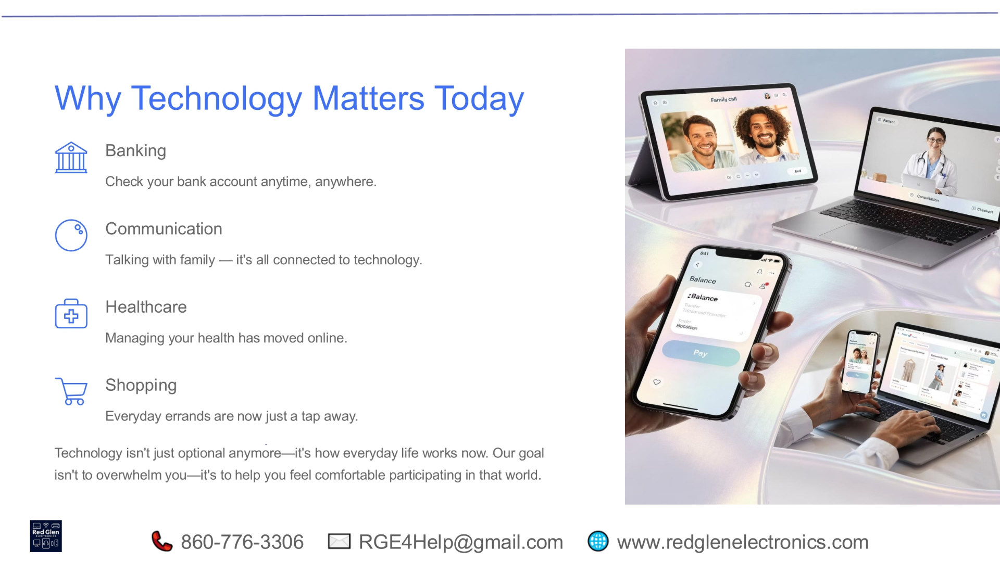 Why Technology Matters Today
Banking
Check your bank account anytime, anywhere.
Communication
Talking with family — it's all connected to technology.
Healthcare
Managing your health has moved online.
Shopping
Everyday errands are now just a tap away.
Technology isn't just optional anymore—it's how everyday life works now. Our goal
isn't to overwhelm you—it's to help you feel comfortable participating in that world.
Family call
End
Patient
Consultation
Checkout
841
Balance
Balance
Transfer
Pay
Pay
Red Glen
ELECTRONICS
860-776-3306
RGE4Help@gmail.com
www.redglenelectronics.com